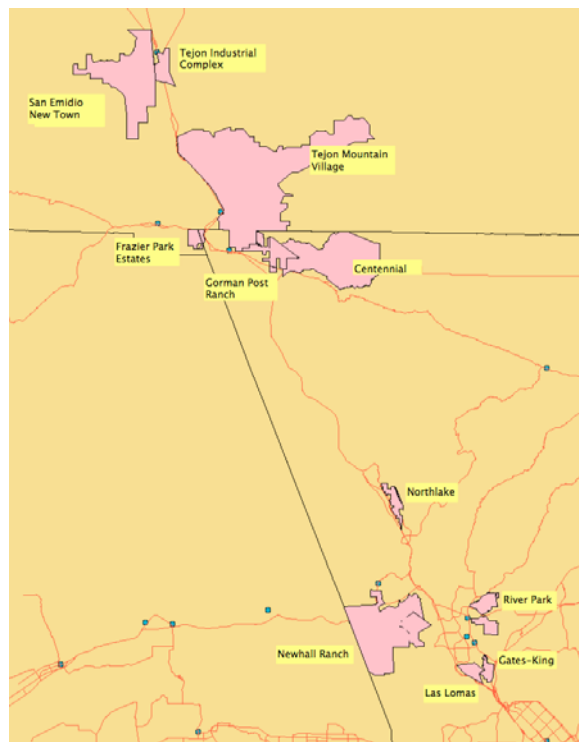 Tejon Industrial
Complex
San Emidio
New Town
Tejon Mountain
Village
Frazier Park
Estates
Centennial
Gorman Post
Ranch
Northlake
River Park
Newhall Ranch
Gates-King
Las Lomas